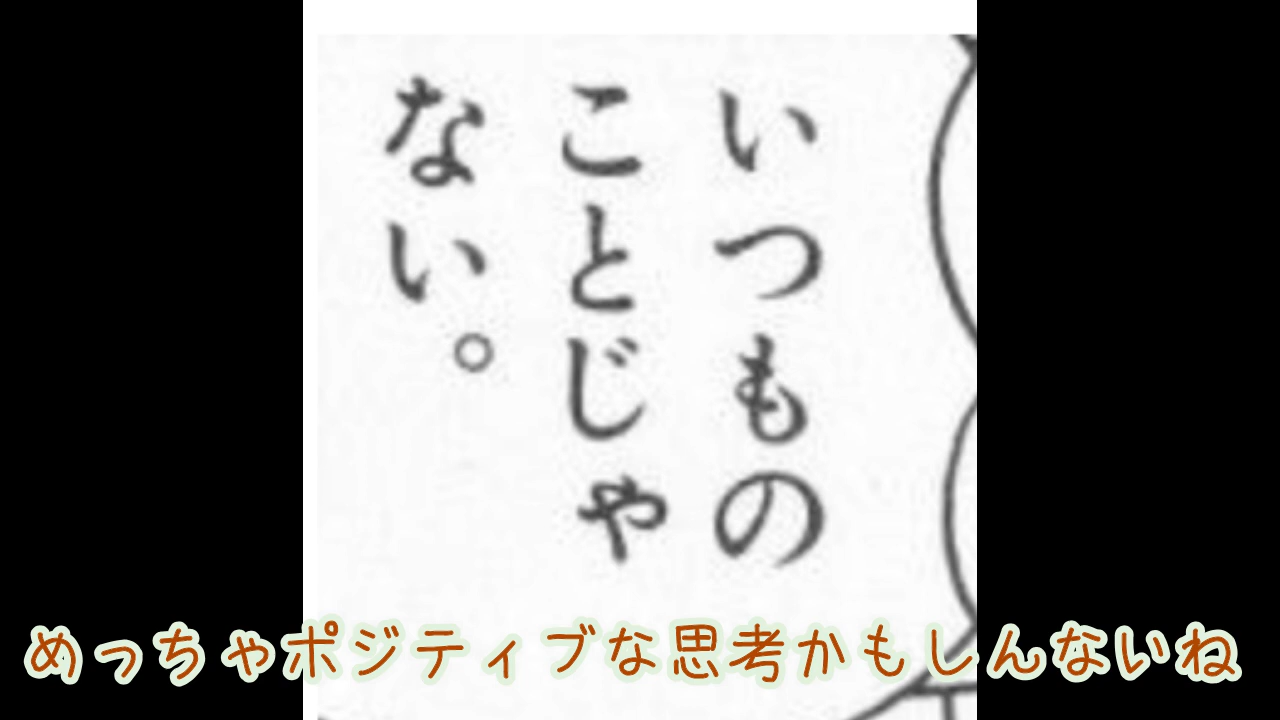 いつもの
ことじゃ
ない。
めっちゃポジティブな思考かもしんないね